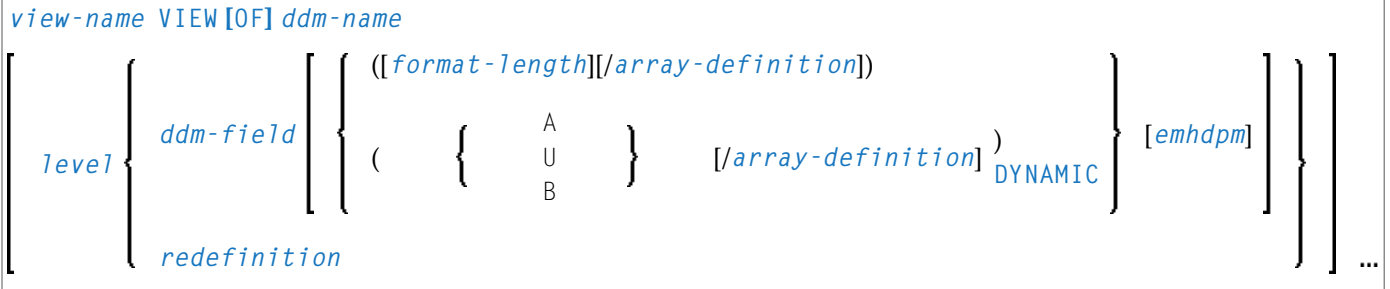 view-name VIEW [OF] ddm-name
([format-length][/array-definition])
level { ddm-field [ { ( { A U B } [/array-definition] ) DYNAMIC } [emhdpm] ] }
redefinition ...